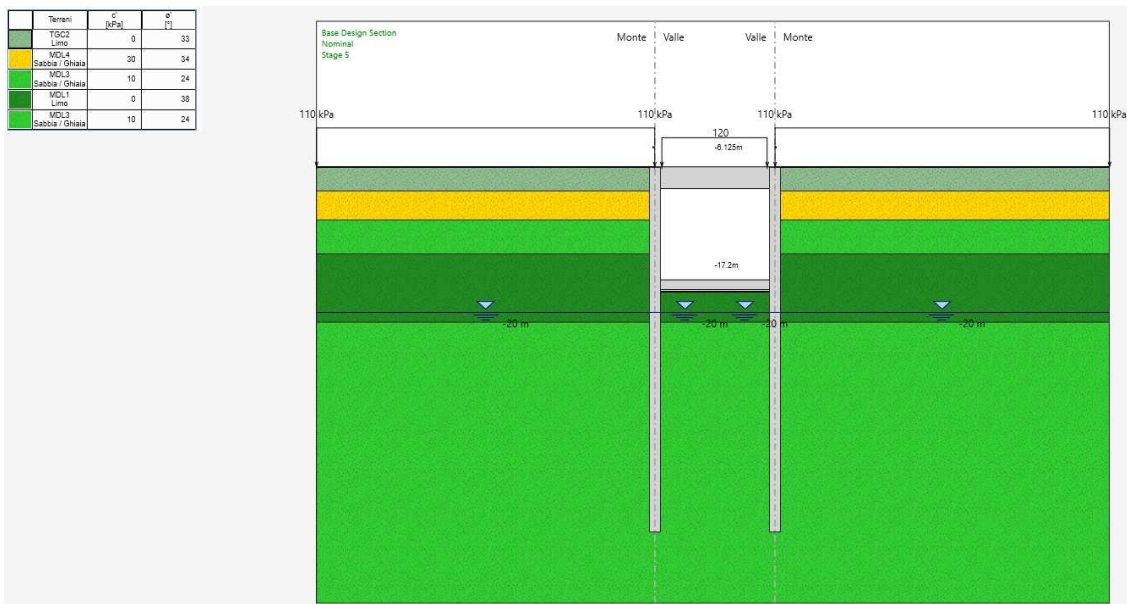 Terreni c' [kPa] ø' [°]
TGC2 Limo 0 33
MDL4 Sabbia / Ghiaia 30 34
MDL3 Sabbia / Ghiaia 10 24
MDL1 Limo 0 38
MDL3 Sabbia / Ghiaia 10 24
Base Design Section
Nominal
Stage 5
Monte Valle Valle Monte
110 kPa 110 kPa 110 kPa 110 kPa
120
-6.125m
-17.2m
-20 m -20 m -20 m -20 m